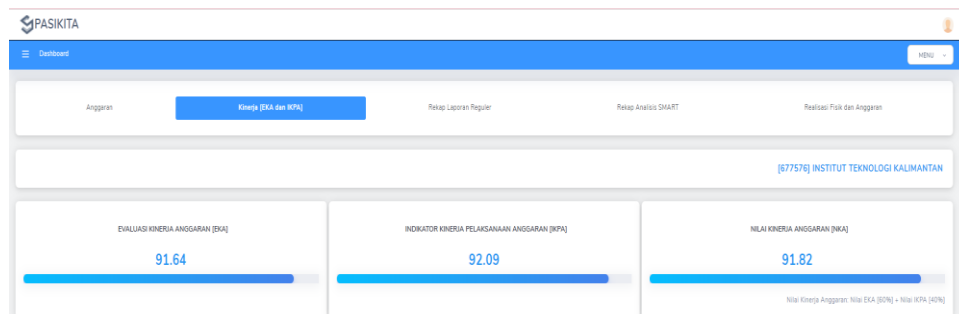 SPASIKITA
Dashboard
MENU
Anggaran
Kinerja [EKA dan IKPA]
Rekap Laporan Reguler
Rekap Analisis SMART
Realisasi Fisik dan Anggaran
[677576] INSTITUT TEKNOLOGI KALIMANTAN
EVALUASI KINERJA ANGGARAN [EKA]
91.64
INDIKATOR KINERJA PELAKSANAAN ANGGARAN [IKPA]
92.09
NILAI KINERJA ANGGARAN [NKA]
91.82
Nilai Kinerja Anggaran: Nilai EKA [60%] + Nilai IKPA [40%]